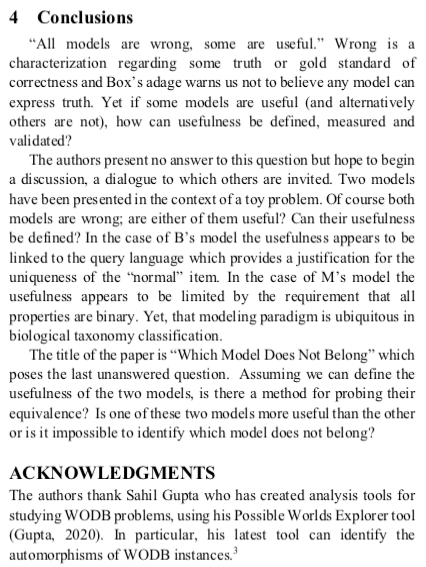 4 Conclusions
“All models are wrong, some are useful.” Wrong is a
characterization regarding some truth or gold standard of
correctness and Box’s adage warns us not to believe any model can
express truth. Yet if some models are useful (and alternatively
others are not), how can usefulness be defined, measured and
validated?
The authors present no answer to this question but hope to begin
a discussion, a dialogue to which others are invited. Two models
have been presented in the context of a toy problem. Of course both
models are wrong; are either of them useful? Can their usefulness
be defined? In the case of B’s model the usefulness appears to be
linked to the query language which provides a justification for the
uniqueness of the “normal” item. In the case of M’s model the
usefulness appears to be limited by the requirement that all
properties are binary. Yet, that modeling paradigm is ubiquitous in
biological taxonomy classification.
The title of the paper is “Which Model Does Not Belong” which
poses the last unanswered question. Assuming we can define the
usefulness of the two models, is there a method for probing their
equivalence? Is one of these two models more useful than the other
or is it impossible to identify which model does not belong?
ACKNOWLEDGMENTS
The authors thank Sahil Gupta who has created analysis tools for
studying WODB problems, using his Possible Worlds Explorer tool
(Gupta, 2020). In particular, his latest tool can identify the
automorphisms of WODB instances.³